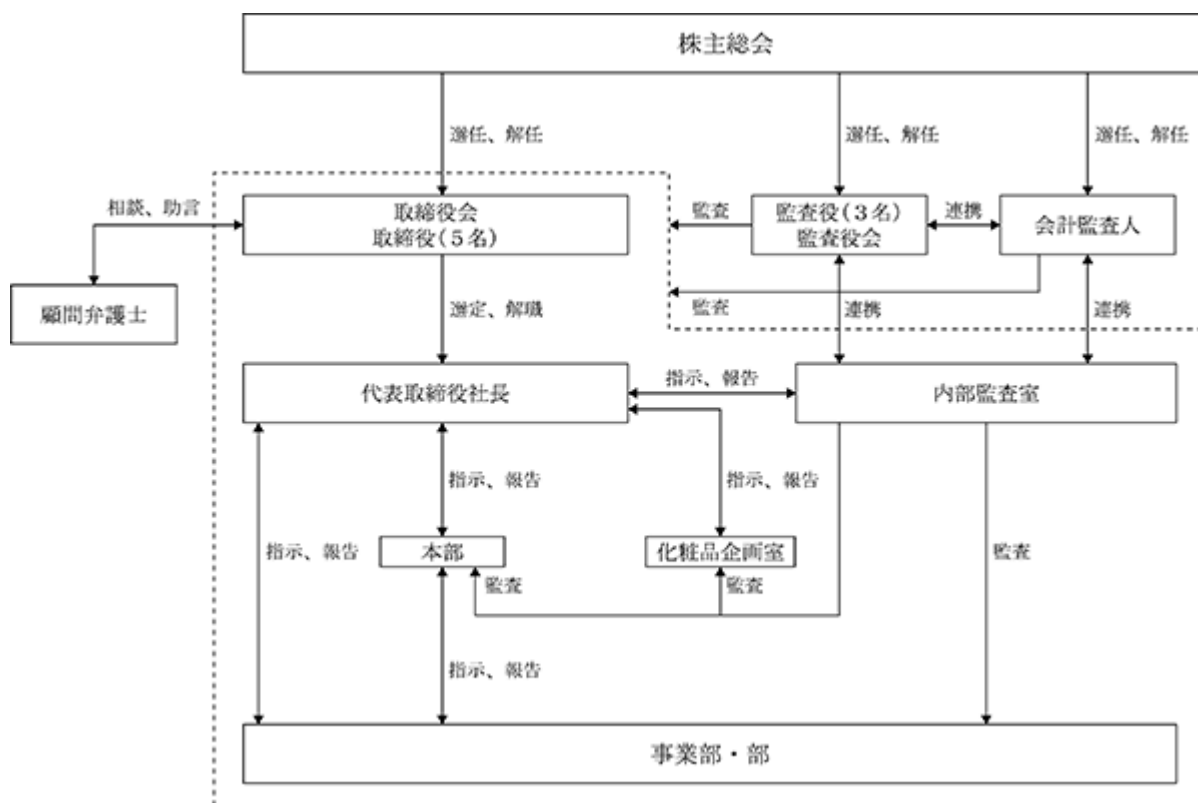 株主総会
選任、解任
選任、解任
選任、解任
相談、助言
取締役会
取締役(5名)
監査
監査役(3名)
監査役会
連携
会計監査人
顧問弁護士
選定、解職
監査
連携
連携
代表取締役社長
指示、報告
内部監査室
指示、報告
指示、報告
指示、報告
本部
化粧品企画室
監査
監査
監査
指示、報告
事業部・部